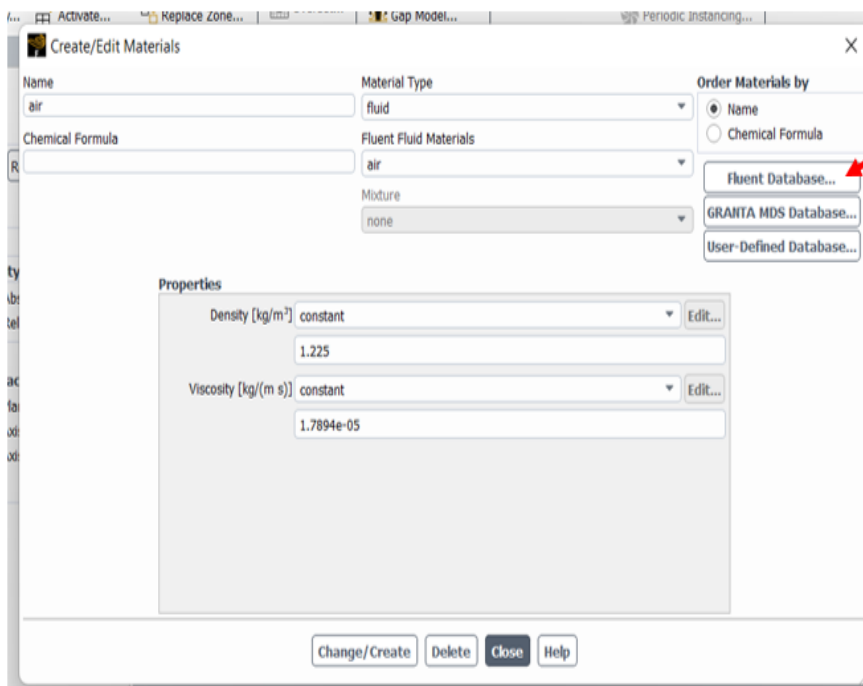 Activate...
Replace Zone...
Gap Model...
Periodic Instancing...
Create/Edit Materials
Name
air
Chemical Formula
Material Type
fluid
Fluent Fluid Materials
air
Mixture
none
Order Materials by
Name
Chemical Formula
Fluent Database...
GRANTA MDS Database...
User-Defined Database...
Properties
Density [kg/m³] constant Edit...
1.225
Viscosity [kg/(m s)] constant Edit...
1.7894e-05
Change/Create Delete Close Help